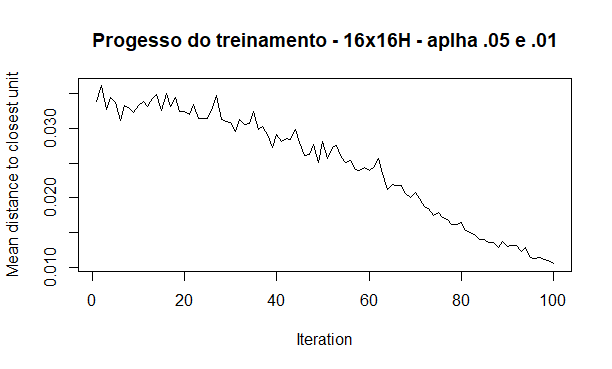 Progesso do treinamento - 16x16H - aplha .05 e .01
Mean distance to closest unit
0.030
0.020
0.010
0 20 40 60 80 100
Iteration